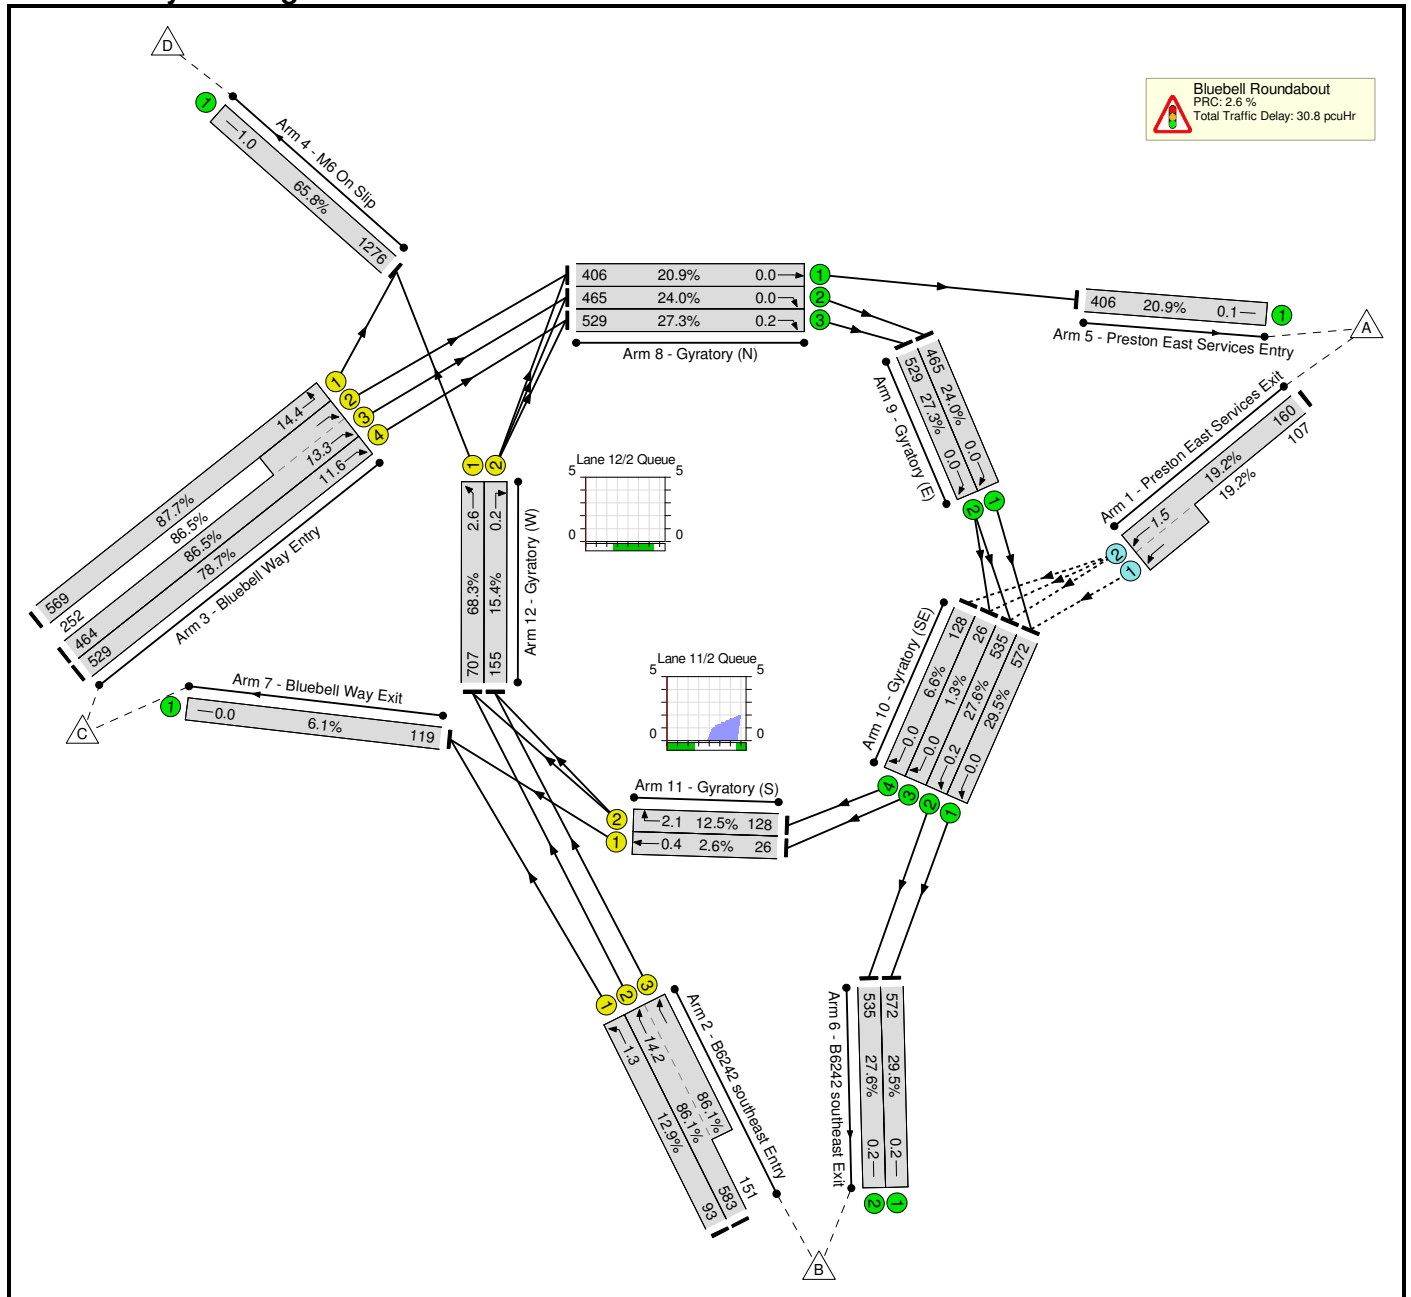 D
Bluebell Roundabout
PRC: 2.6 %
Total Traffic Delay: 30.8 pcuHr
1
1.0
65.8%
1276
Arm 4 - M6 On Slip
406 20.9% 0.0 1
465 24.0% 0.0 2
529 27.3% 0.2 3
Arm 8 - Gyratory (N)
406 20.9% 0.1 1
Arm 5 - Preston East Services Entry
A
465 24.0% 0.0 1
529 27.3% 0.0 2
Arm 9 - Gyratory (E)
Arm 1 - Preston East Services Exit
160
107
19.2%
19.2%
1.5
2
1
1
2
3
4
14.4
13.3
11.6
87.7%
86.5%
86.5%
78.7%
569
252
464
529
Arm 3 - Bluebell Way Entry
1 2
2.6 0.2
68.3% 15.4%
707 155
Arm 12 - Gyratory (W)
Lane 12/2 Queue
5 5
0 0
Lane 11/2 Queue
5 5
0 0
Arm 10 - Gyratory (SE)
128 26 535 572
6.6% 1.3% 27.6% 29.5%
0.0 0.0 0.2 0.0
4 3 2 1
Arm 7 - Bluebell Way Exit
1 0.0 6.1% 119
C
Arm 11 - Gyratory (S)
2 2.1 12.5% 128
1 0.4 2.6% 26
1 2 3
1.3 14.2
12.9% 86.1% 86.1%
93 583 151
Arm 2 - B6242 southeast Entry
Arm 6 - B6242 southeast Exit
535 572
27.6% 29.5%
0.2 0.2
2 1
B